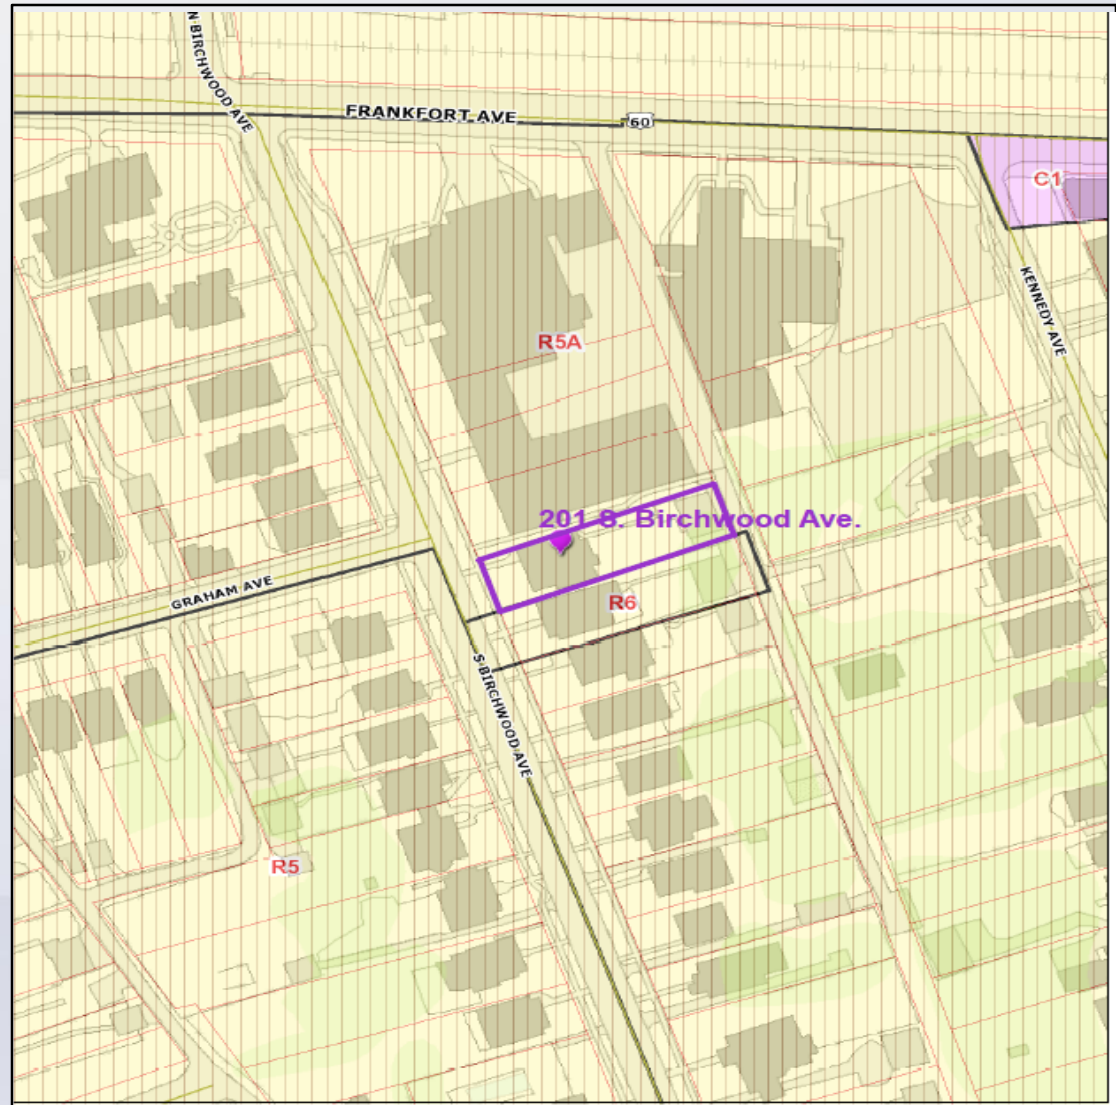 N BIRCHWOOD AVE
FRANKFORT AVE
60
C1
KENNEDY AVE
R5A
201 S. Birchwood Ave.
GRAHAM AVE
R6
S BIRCHWOOD AVE
R5